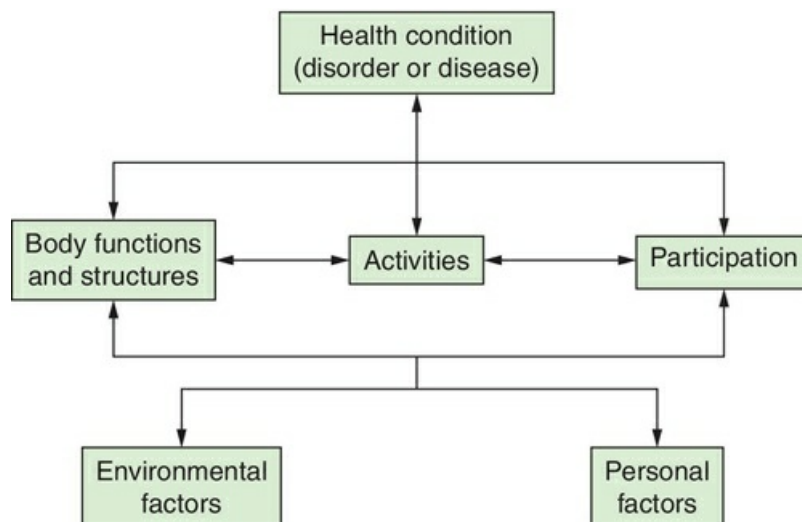 Health condition
(disorder or disease)
Body functions
and structures
Activities
Participation
Environmental
factors
Personal
factors